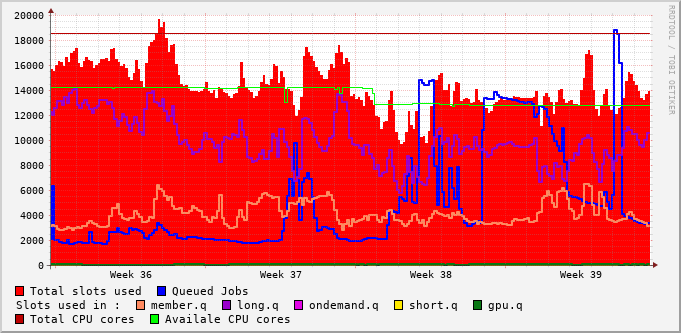 20000
18000
16000
14000
12000
10000
8000
6000
4000
2000
0
Week 36 Week 37 Week 38 Week 39
RRDTOOL / TOBI OETIKER
Total slots used Queued Jobs
Slots used in : member.q long.q ondemand.q short.q gpu.q
Total CPU cores Availale CPU cores